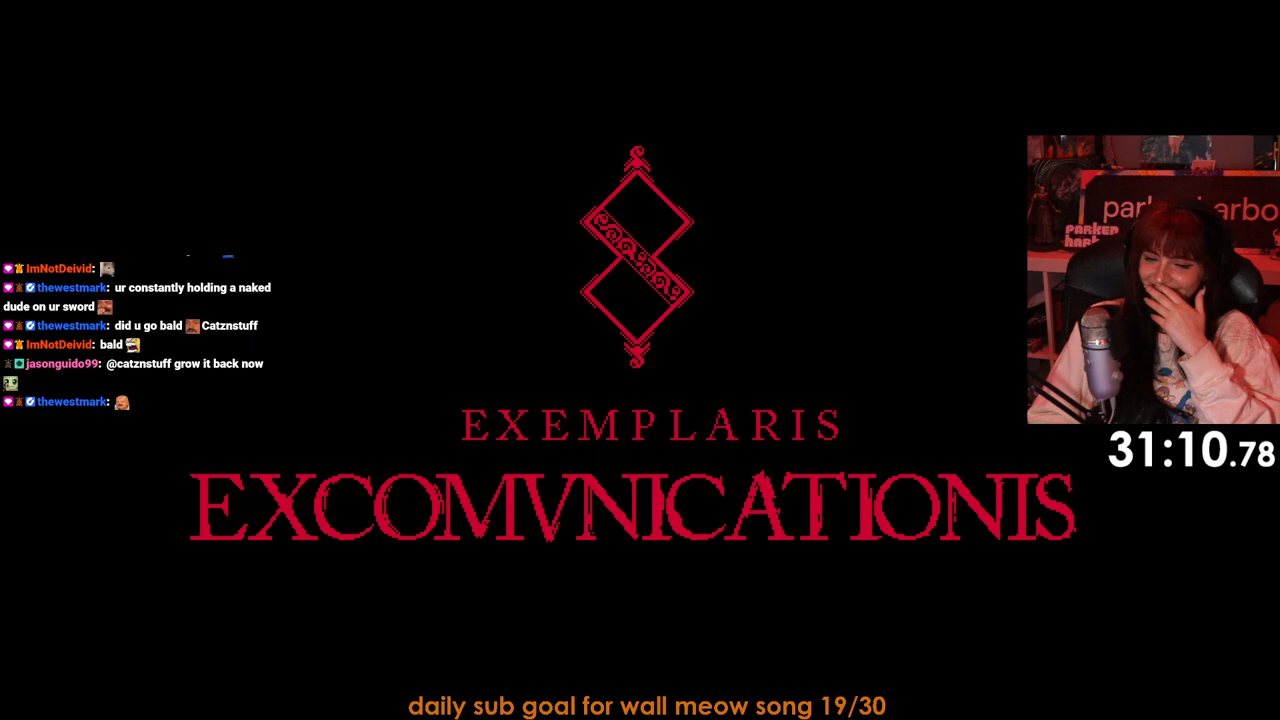 ImNotDeivid:
thewestmark: ur constantly holding a naked
dude on ur sword
thewestmark: did u go bald Catznstuff
ImNotDeivid: bald
jasonguido99: @catznstuff grow it back now
thewestmark:
PARKER
31:10.78
EXEMPLARIS
EXCOMVNICATIONIS
daily sub goal for wall meow song 19/30